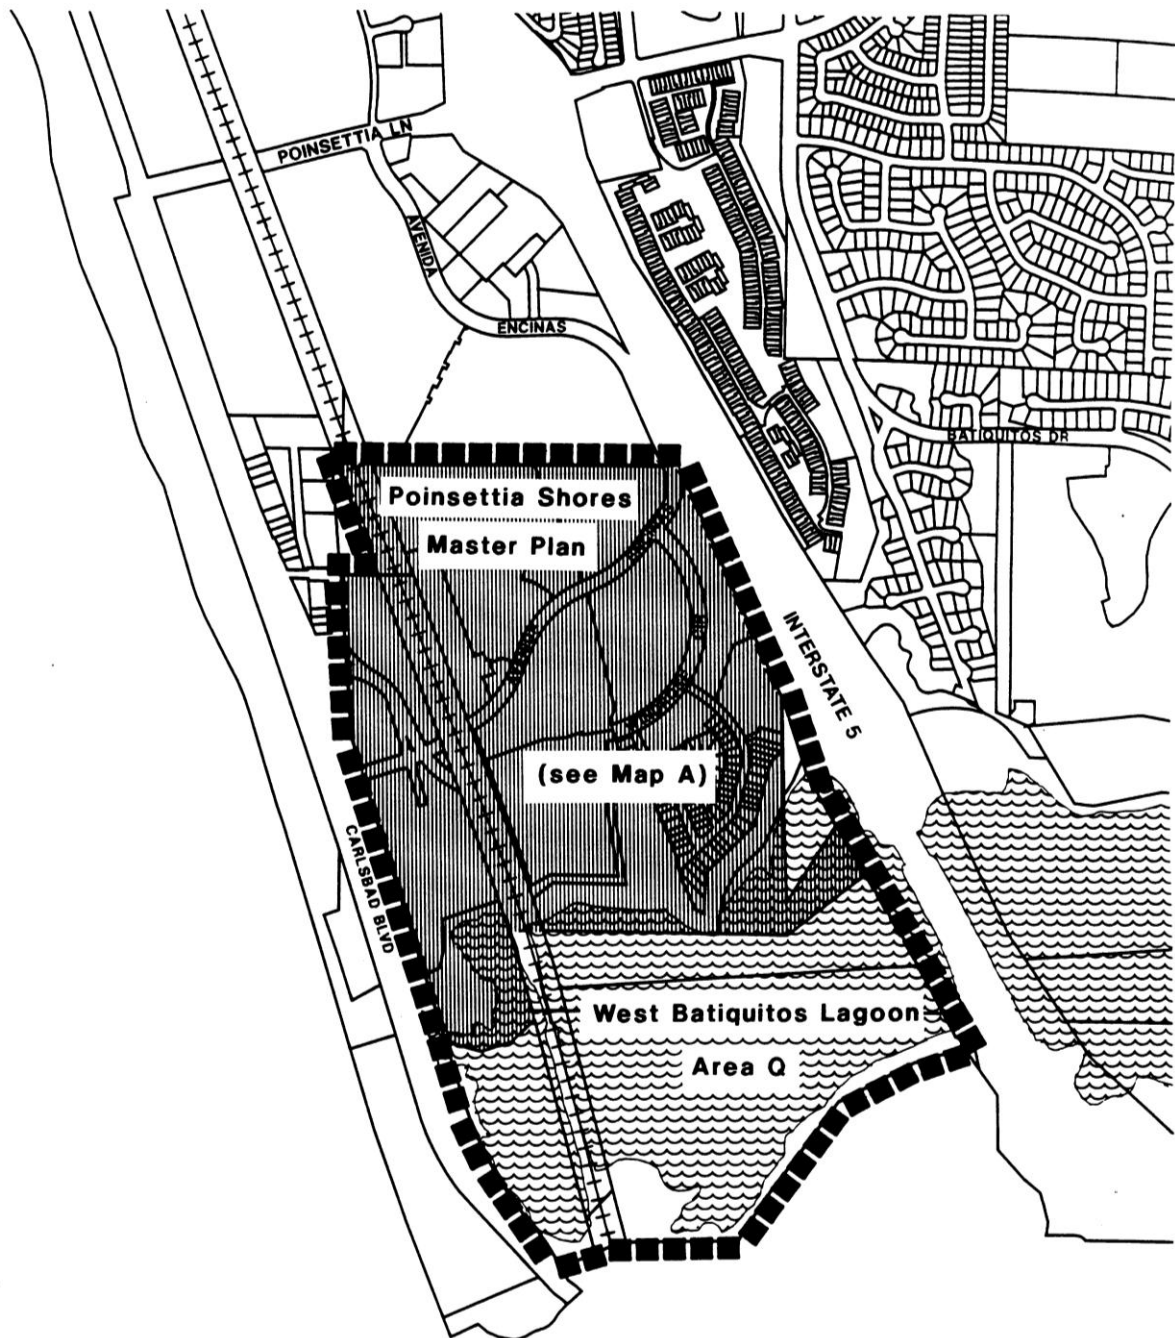 POINSETTIA LN
AVENIDA
ENCINAS
BATIQUITOS DR
Poinsettia Shores
Master Plan
INTERSTATE 5
(see Map A)
CARLSBAD BLVD
West Batiquitos Lagoon
Area Q